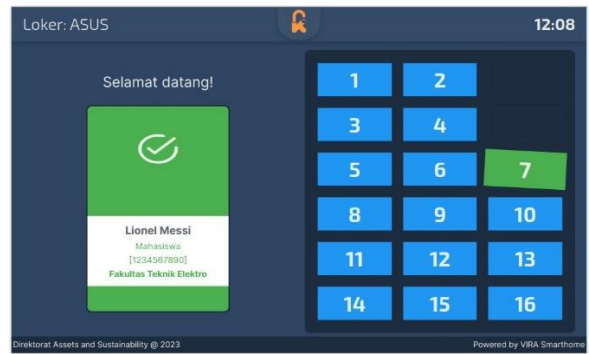 Loker: ASUS
12:08
Selamat datang!
Lionel Messi
Mahasiswa
[1234567890]
Fakultas Teknik Elektro
1 2
3 4
5 6 7
8 9 10
11 12 13
14 15 16
Direktorat Assets and Sustainability @ 2023
Powered by VIRA Smarthome